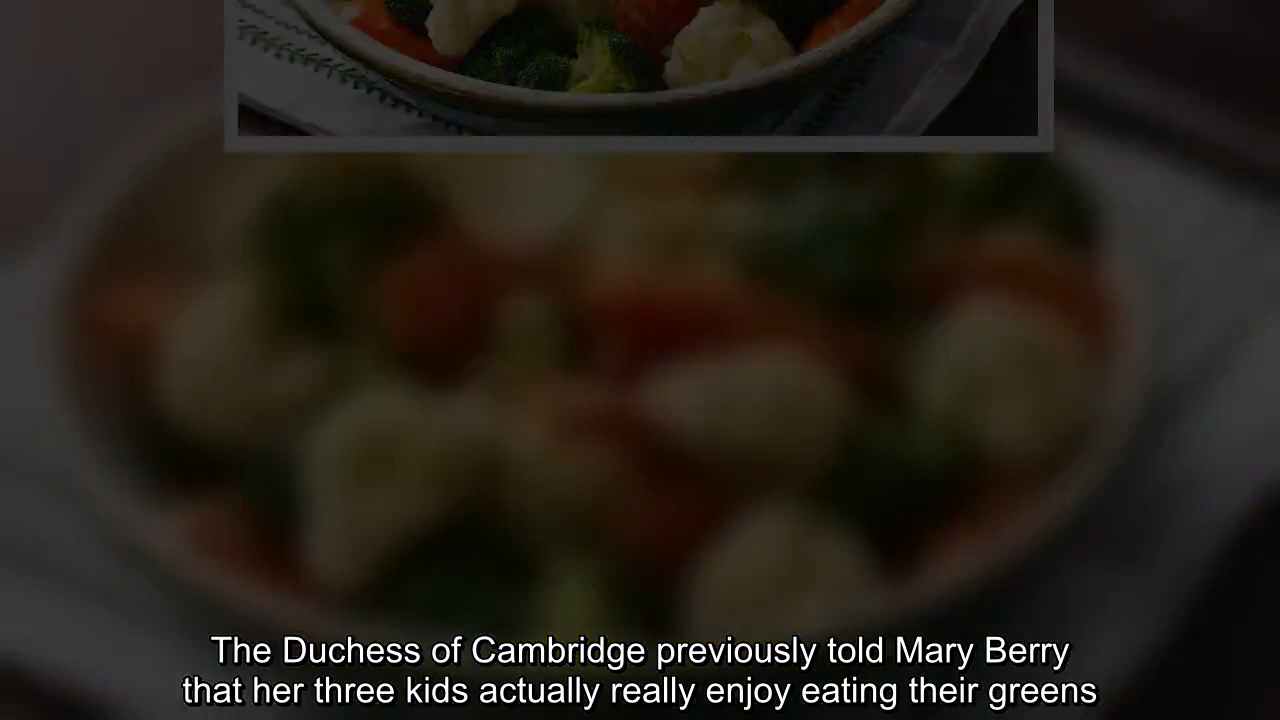 The Duchess of Cambridge previously told Mary Berry
that her three kids actually really enjoy eating their greens